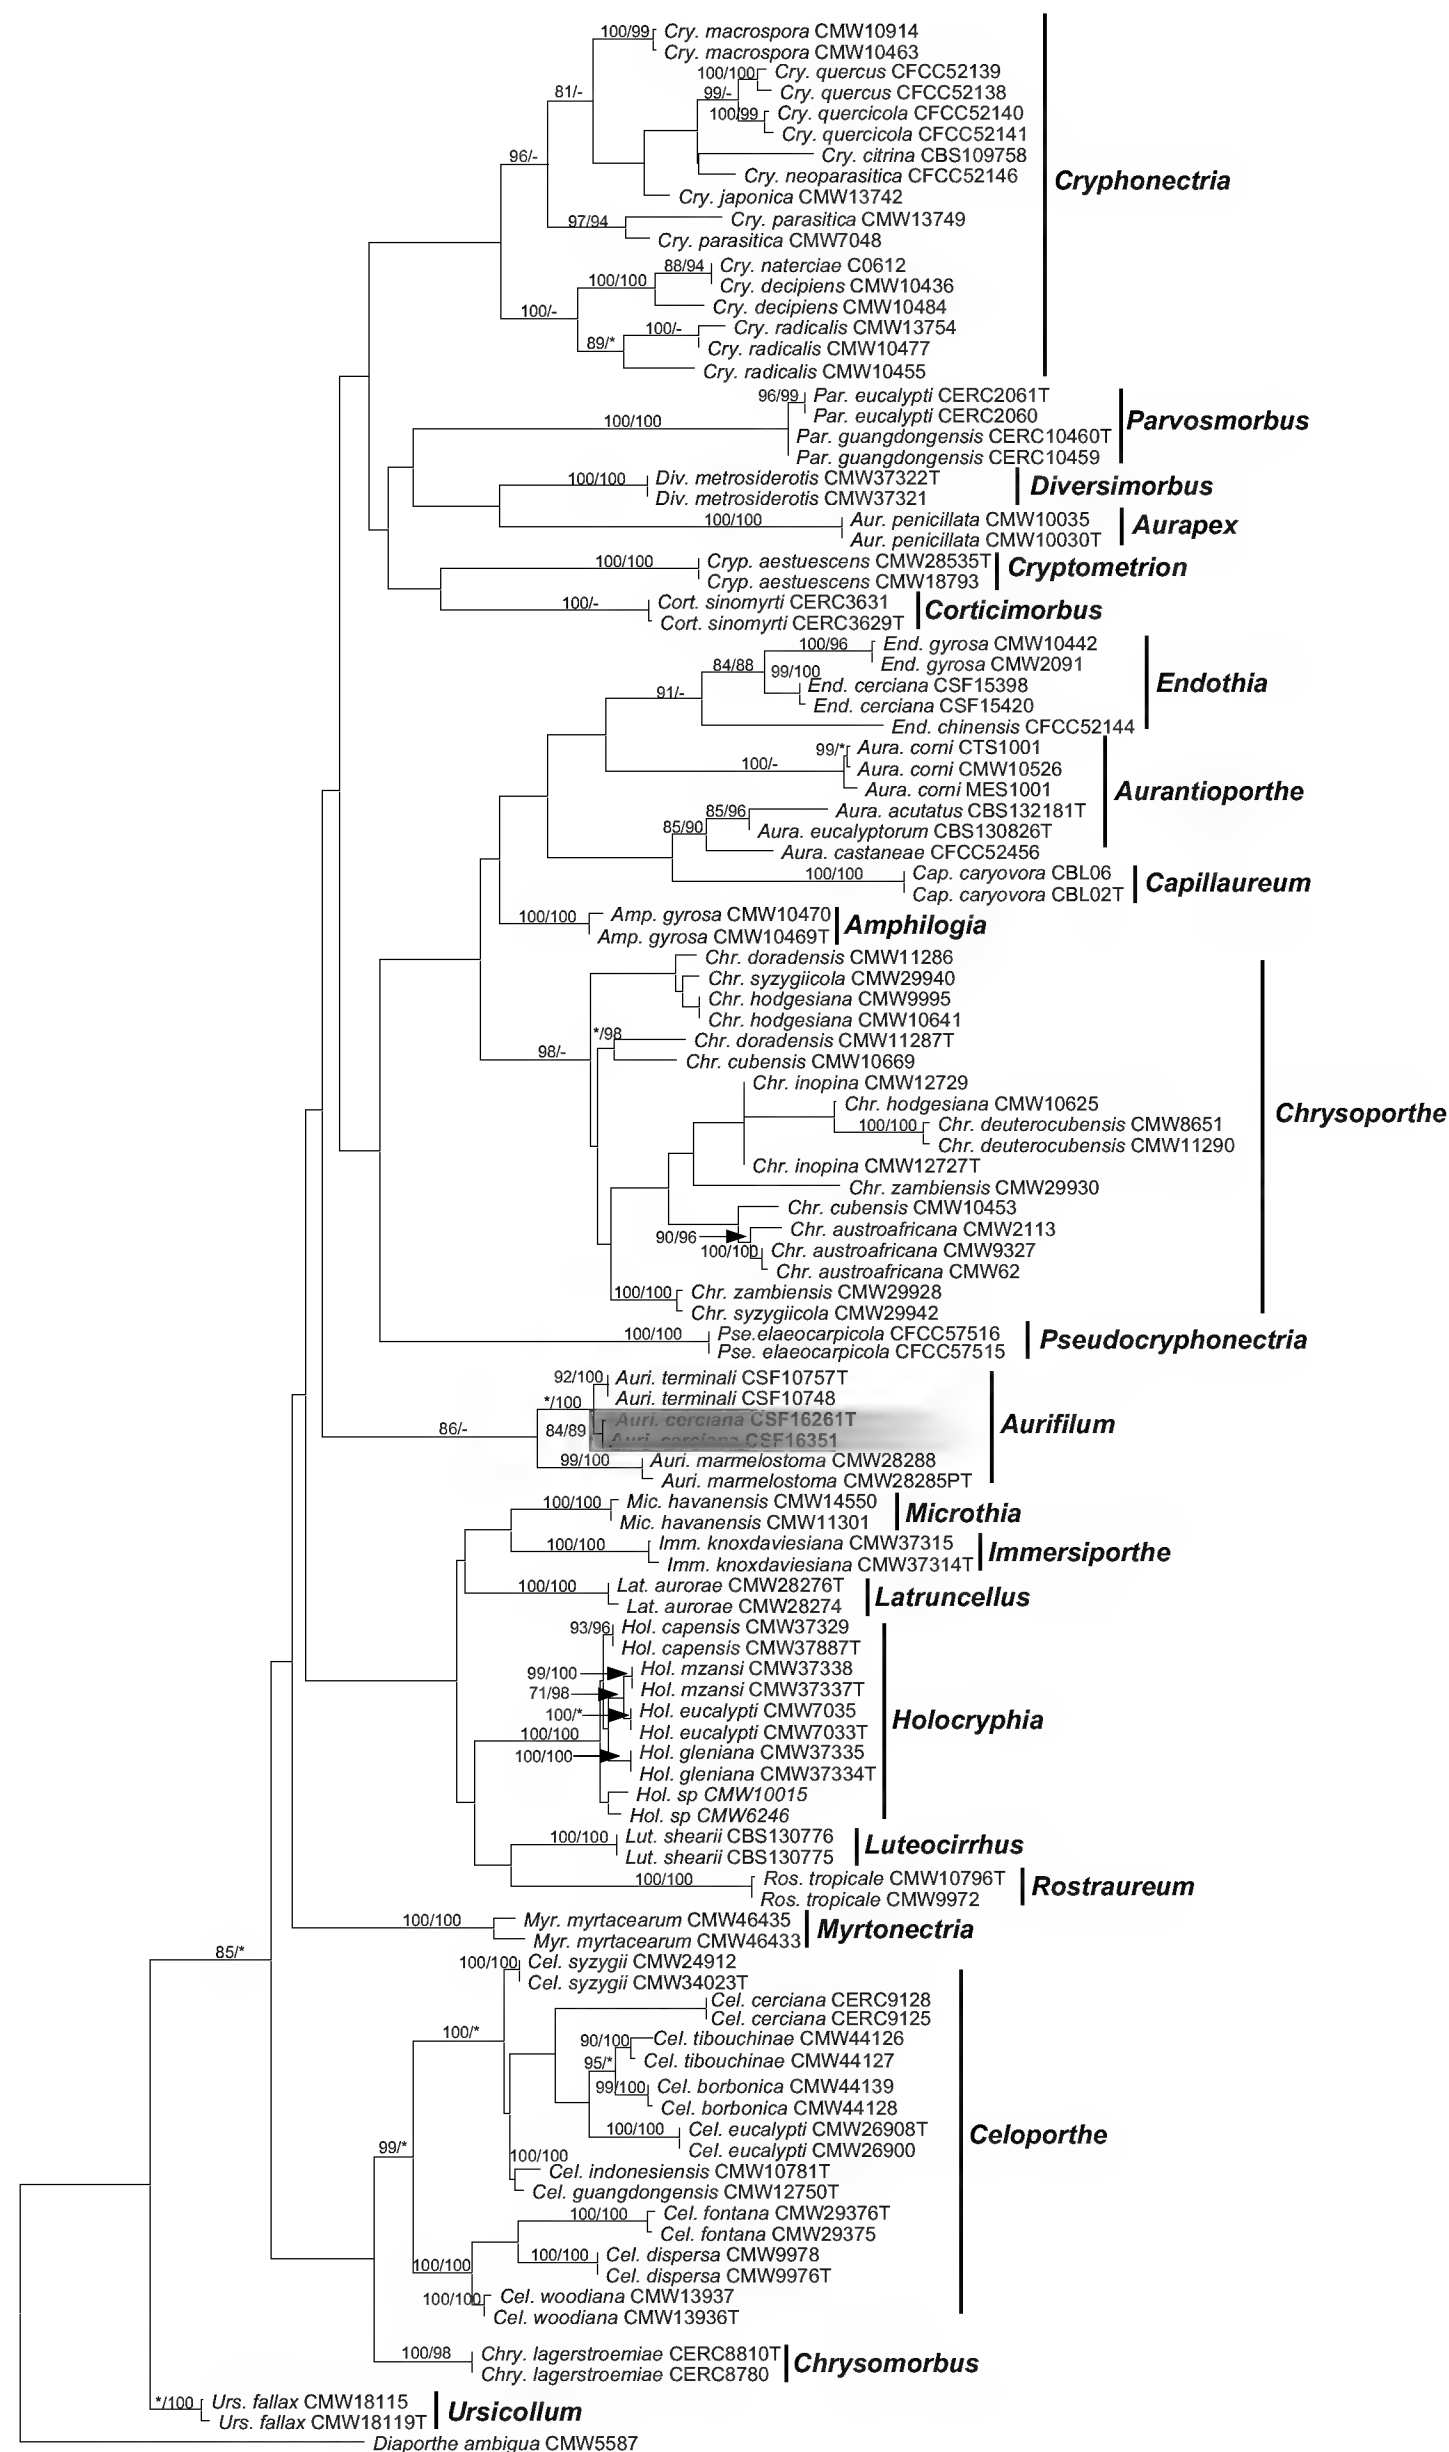 100/99 Cry. macrospora CMW10914
Cry. macrospora CMW10463
100/100 Cry. quercus CFCC52139
81/- 99/- Cry. quercus CFCC52138
100/99 Cry. quercicola CFCC52140
Cry. quercicola CFCC52141
96/- Cry. citrina CBS109758
Cry. neoparasitica CFCC52146
Cryphonectria
Cry. japonica CMW13742
97/94 Cry. parasitica CMW13749
Cry. parasitica CMW7048
88/94 Cry. naterciae C0612
100/100 Cry. decipiens CMW10436
100/- Cry. decipiens CMW10484
100/- Cry. radicalis CMW13754
89/* Cry. radicalis CMW10477
Cry. radicalis CMW10455
96/99 Par. eucalypti CERC2061T
100/100 Par. eucalypti CERC2060
Parvosmorbus
Par. guangdongensis CERC10460T
Par. guangdongensis CERC10459
100/100 Div. metrosiderotis CMW37322T
Diversimorbus
Div. metrosiderotis CMW37321
100/100 Aur. penicillata CMW10035
Aurapex
Aur. penicillata CMW10030T
100/100 Cryp. aestuescens CMW28535T
Cryptometrion
Cryp. aestuescens CMW18793
100/- Cort. sinomyrti CERC3631
Corticimorbus
Cort. sinomyrti CERC3629T
100/96 End. gyrosa CMW10442
84/88 End. gyrosa CMW2091
99/100 End. cerciana CSF15398
Endothia
91/- End. cerciana CSF15420
End. chinensis CFCC52144
99/* Aura. corni CTS1001
100/- Aura. corni CMW10526
Aura. corni MES1001
Aurantioporthe
85/96 Aura. acutatus CBS132181T
85/90 Aura. eucalyptorum CBS130826T
Aura. castaneae CFCC52456
100/100 Cap. caryovora CBL06
Capillaureum
Cap. caryovora CBL02T
100/100 Amp. gyrosa CMW10470
Amphilogia
Amp. gyrosa CMW10469T
Chr. doradensis CMW11286
Chr. syzygiicola CMW29940
Chr. hodgesiana CMW9995
Chr. hodgesiana CMW10641
*/98 Chr. doradensis CMW11287T
98/- Chr. cubensis CMW10669
Chr. inopina CMW12729
Chr. hodgesiana CMW10625
Chrysoporthe
100/100 Chr. deuterocubensis CMW8651
Chr. deuterocubensis CMW11290
Chr. inopina CMW12727T
Chr. zambiensis CMW29930
Chr. cubensis CMW10453
90/96 Chr. austroafricana CMW2113
100/100 Chr. austroafricana CMW9327
Chr. austroafricana CMW62
100/100 Chr. zambiensis CMW29928
Chr. syzygiicola CMW29942
100/100 Pse.elaeocarpicola CFCC57516
Pseudocryphonectria
Pse. elaeocarpicola CFCC57515
92/100 Auri. terminali CSF10757T
*/100 Auri. terminali CSF10748
Auri. cerciana CSF16261T
86/- 84/89 Auri. cerciana CSF16351
Aurifilum
99/100 Auri. marmelostoma CMW28288
Auri. marmelostoma CMW28285PT
100/100 Mic. havanensis CMW14550
Microthia
Mic. havanensis CMW11301
100/100 Imm. knoxdaviesiana CMW37315
Immersiporthe
Imm. knoxdaviesiana CMW37314T
100/100 Lat. aurorae CMW28276T
Latruncellus
Lat. aurorae CMW28274
93/96 Hol. capensis CMW37329
Hol. capensis CMW37887T
99/100 Hol. mzansi CMW37338
71/98 Hol. mzansi CMW37337T
100/* Hol. eucalypti CMW7035
Holocryphia
100/100 Hol. eucalypti CMW7033T
100/100 Hol. gleniana CMW37335
Hol. gleniana CMW37334T
Hol. sp CMW10015
Hol. sp CMW6246
100/100 Lut. shearii CBS130776
Luteocirrhus
Lut. shearii CBS130775
100/100 Ros. tropicale CMW10796T
Rostraureum
Ros. tropicale CMW9972
100/100 Myr. myrtacearum CMW46435
Myrtonectria
Myr. myrtacearum CMW46433
85/*
100/100 Cel. syzygii CMW24912
Cel. syzygii CMW34023T
Cel. cerciana CERC9128
Cel. cerciana CERC9125
100/* 90/100 Cel. tibouchinae CMW44126
95/* Cel. tibouchinae CMW44127
99/100 Cel. borbonica CMW44139
Cel. borbonica CMW44128
100/100 Cel. eucalypti CMW26908T
Celoporthe
99/* Cel. eucalypti CMW26900
100/100 Cel. indonesiensis CMW10781T
Cel. guangdongensis CMW12750T
100/100 Cel. fontana CMW29376T
Cel. fontana CMW29375
100/100 Cel. dispersa CMW9978
100/100 Cel. dispersa CMW9976T
100/100 Cel. woodiana CMW13937
Cel. woodiana CMW13936T
100/98 Chry. lagerstroemiae CERC8810T
Chrysomorbus
Chry. lagerstroemiae CERC8780
*/100 Urs. fallax CMW18115
Ursicollum
Urs. fallax CMW18119T
Diaporthe ambigua CMW5587